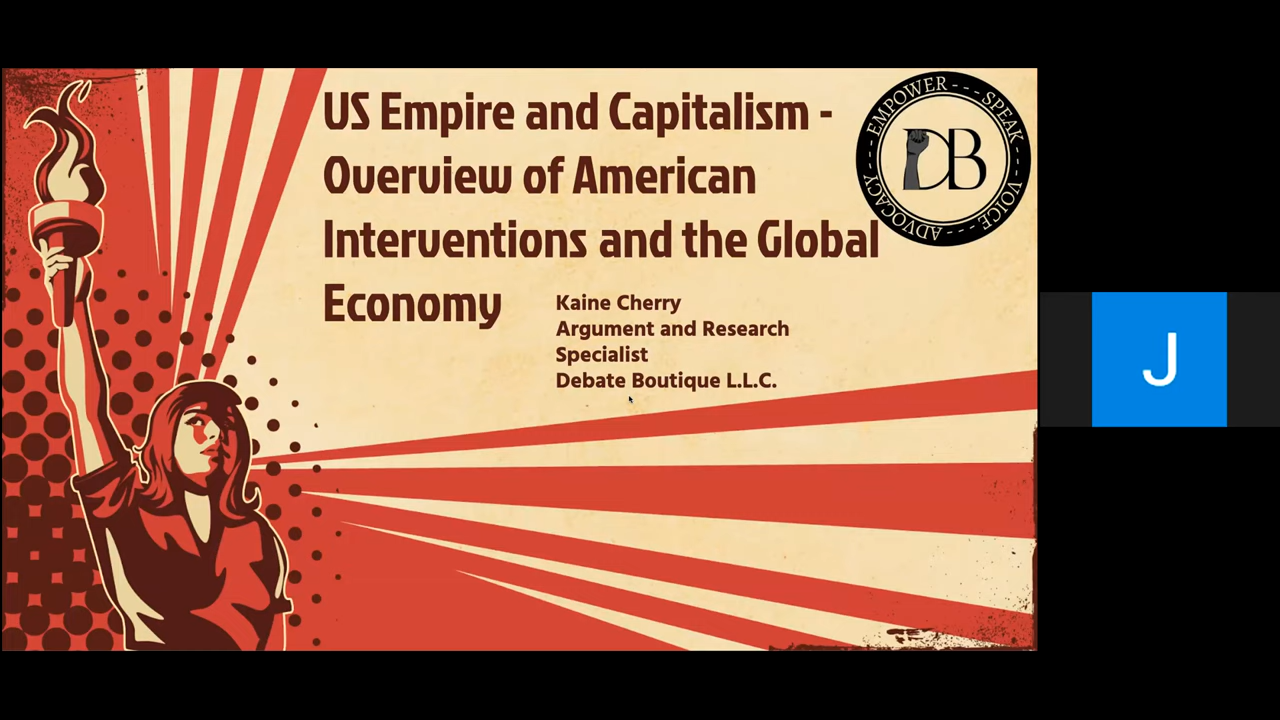 US Empire and Capitalism -
Overview of American
Interventions and the Global
Economy
Kaine Cherry
Argument and Research
Specialist
Debate Boutique L.L.C.
EMPOWER - - - SPEAK - - - VOICE - - - ADVOCACY - - -
DB
J